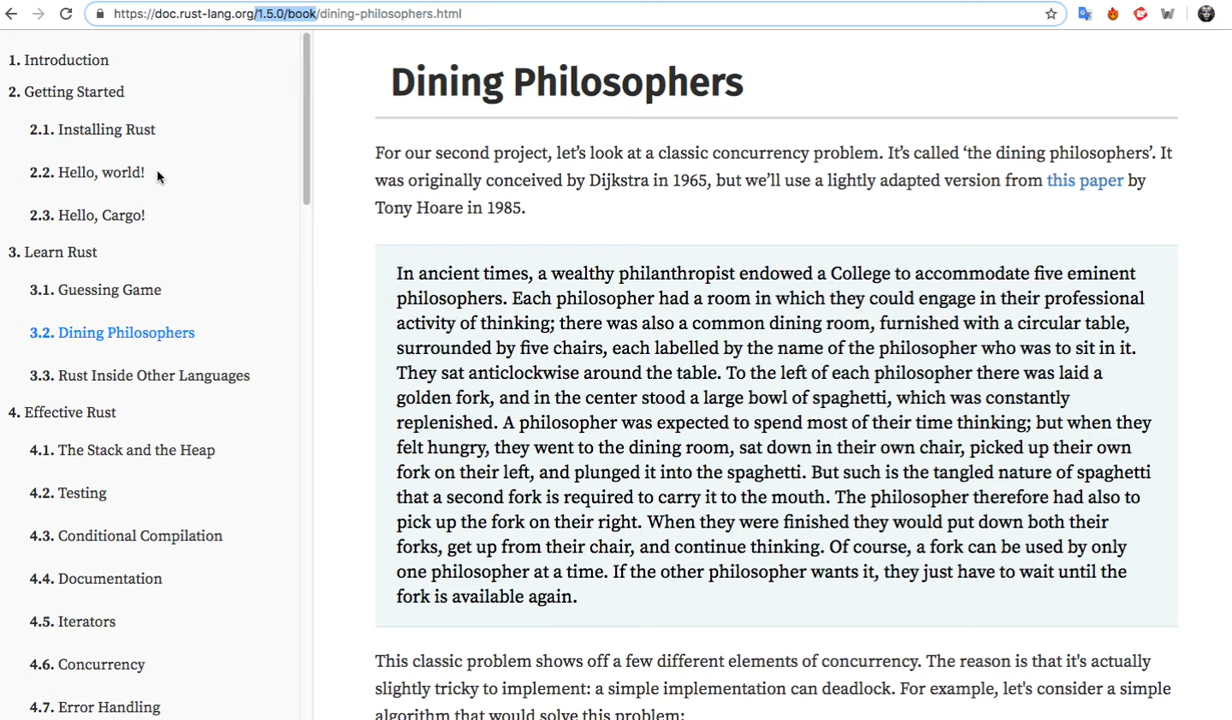 https://doc.rust-lang.org/1.5.0/book/dining-philosophers.html
1. Introduction
2. Getting Started
2.1. Installing Rust
2.2. Hello, world!
2.3. Hello, Cargo!
3. Learn Rust
3.1. Guessing Game
3.2. Dining Philosophers
3.3. Rust Inside Other Languages
4. Effective Rust
4.1. The Stack and the Heap
4.2. Testing
4.3. Conditional Compilation
4.4. Documentation
4.5. Iterators
4.6. Concurrency
4.7. Error Handling
Dining Philosophers
For our second project, let’s look at a classic concurrency problem. It’s called ‘the dining philosophers’. It
was originally conceived by Dijkstra in 1965, but we’ll use a lightly adapted version from this paper by
Tony Hoare in 1985.
In ancient times, a wealthy philanthropist endowed a College to accommodate five eminent
philosophers. Each philosopher had a room in which they could engage in their professional
activity of thinking; there was also a common dining room, furnished with a circular table,
surrounded by five chairs, each labelled by the name of the philosopher who was to sit in it.
They sat anticlockwise around the table. To the left of each philosopher there was laid a
golden fork, and in the center stood a large bowl of spaghetti, which was constantly
replenished. A philosopher was expected to spend most of their time thinking; but when they
felt hungry, they went to the dining room, sat down in their own chair, picked up their own
fork on their left, and plunged it into the spaghetti. But such is the tangled nature of spaghetti
that a second fork is required to carry it to the mouth. The philosopher therefore had also to
pick up the fork on their right. When they were finished they would put down both their
forks, get up from their chair, and continue thinking. Of course, a fork can be used by only
one philosopher at a time. If the other philosopher wants it, they just have to wait until the
fork is available again.
This classic problem shows off a few different elements of concurrency. The reason is that it's actually
slightly tricky to implement: a simple implementation can deadlock. For example, let's consider a simple
algorithm that would solve this problem: